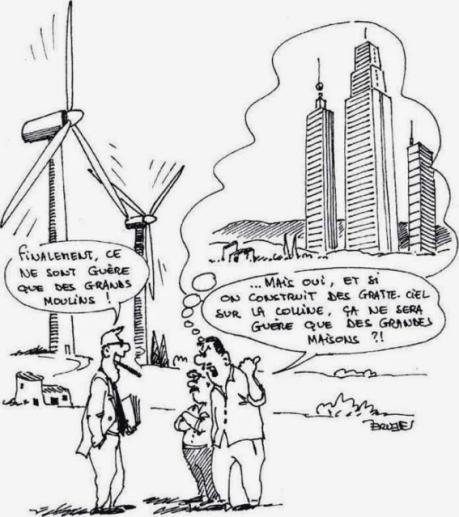 FINALEMENT, CE
NE SONT GUÈRE
QUE DES GRANDS
MOULINS !
...MAIS OUI, ET SI
ON CONSTRUIT DES GRATTE-CIEL
SUR LA COLLINE, ÇA NE SERA
GUÈRE QUE DES GRANDES
MAISONS ?!